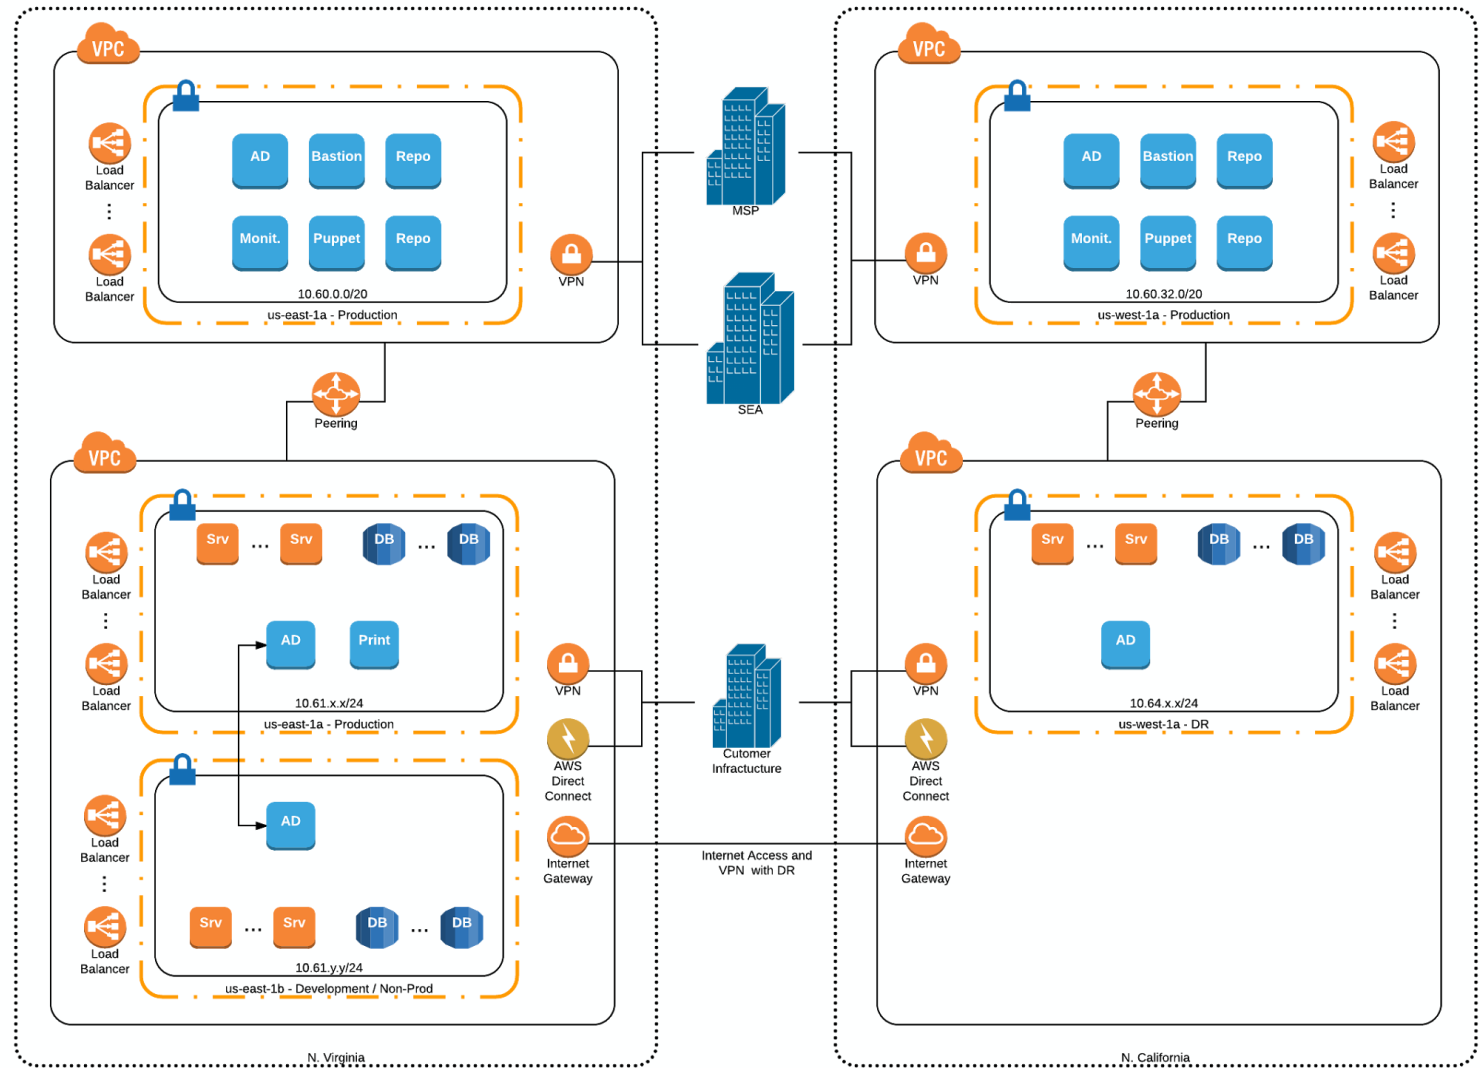 VPC
Load
Balancer
Load
Balancer
AD
Bastion
Repo
Monit.
Puppet
Repo
10.60.0.0/20
us-east-1a - Production
VPN
MSP
SEA
VPC
AD
Bastion
Repo
Monit.
Puppet
Repo
10.60.32.0/20
us-west-1a - Production
VPN
Load
Balancer
Load
Balancer
Peering
Peering
VPC
Load
Balancer
Load
Balancer
Srv
...
Srv
DB
...
DB
AD
Print
10.61.x.x/24
us-east-1a - Production
VPN
AWS
Direct
Connect
Internet
Gateway
Load
Balancer
Load
Balancer
AD
Srv
...
Srv
DB
...
DB
10.61.y.y/24
us-east-1b - Development / Non-Prod
N. Virginia
Cutomer
Infractucture
Internet Access and
VPN with DR
VPC
Srv
...
Srv
DB
...
DB
AD
10.64.x.x/24
us-west-1a - DR
VPN
AWS
Direct
Connect
Internet
Gateway
Load
Balancer
Load
Balancer
N. California